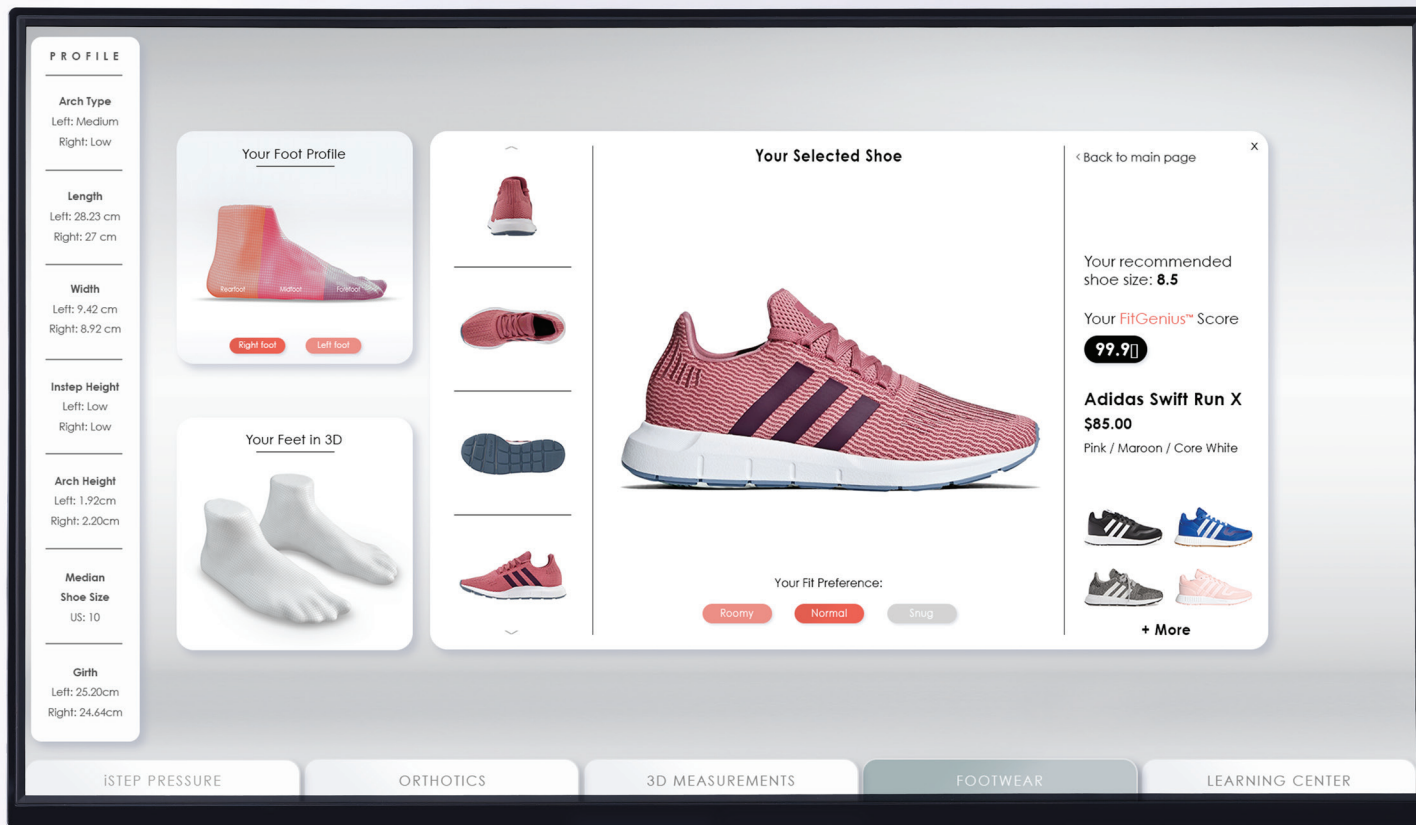 PROFILE
Arch Type
Left: Medium
Right: Low
Length
Left: 28.23 cm
Right: 27 cm
Width
Left: 9.42 cm
Right: 8.92 cm
Instep Height
Left: Low
Right: Low
Arch Height
Left: 1.92cm
Right: 2.20cm
Median
Shoe Size
US: 10
Girth
Left: 25.20cm
Right: 24.64cm
Your Foot Profile
Rearfoot Midfoot Forefoot
Right foot Left foot
Your Feet in 3D
Your Selected Shoe
Your Fit Preference:
Roomy Normal Snug
‹ Back to main page
X
Your recommended
shoe size: 8.5
Your FitGenius™ Score
99.9▯
Adidas Swift Run X
$85.00
Pink / Maroon / Core White
+ More
iSTEP PRESSURE
ORTHOTICS
3D MEASUREMENTS
FOOTWEAR
LEARNING CENTER